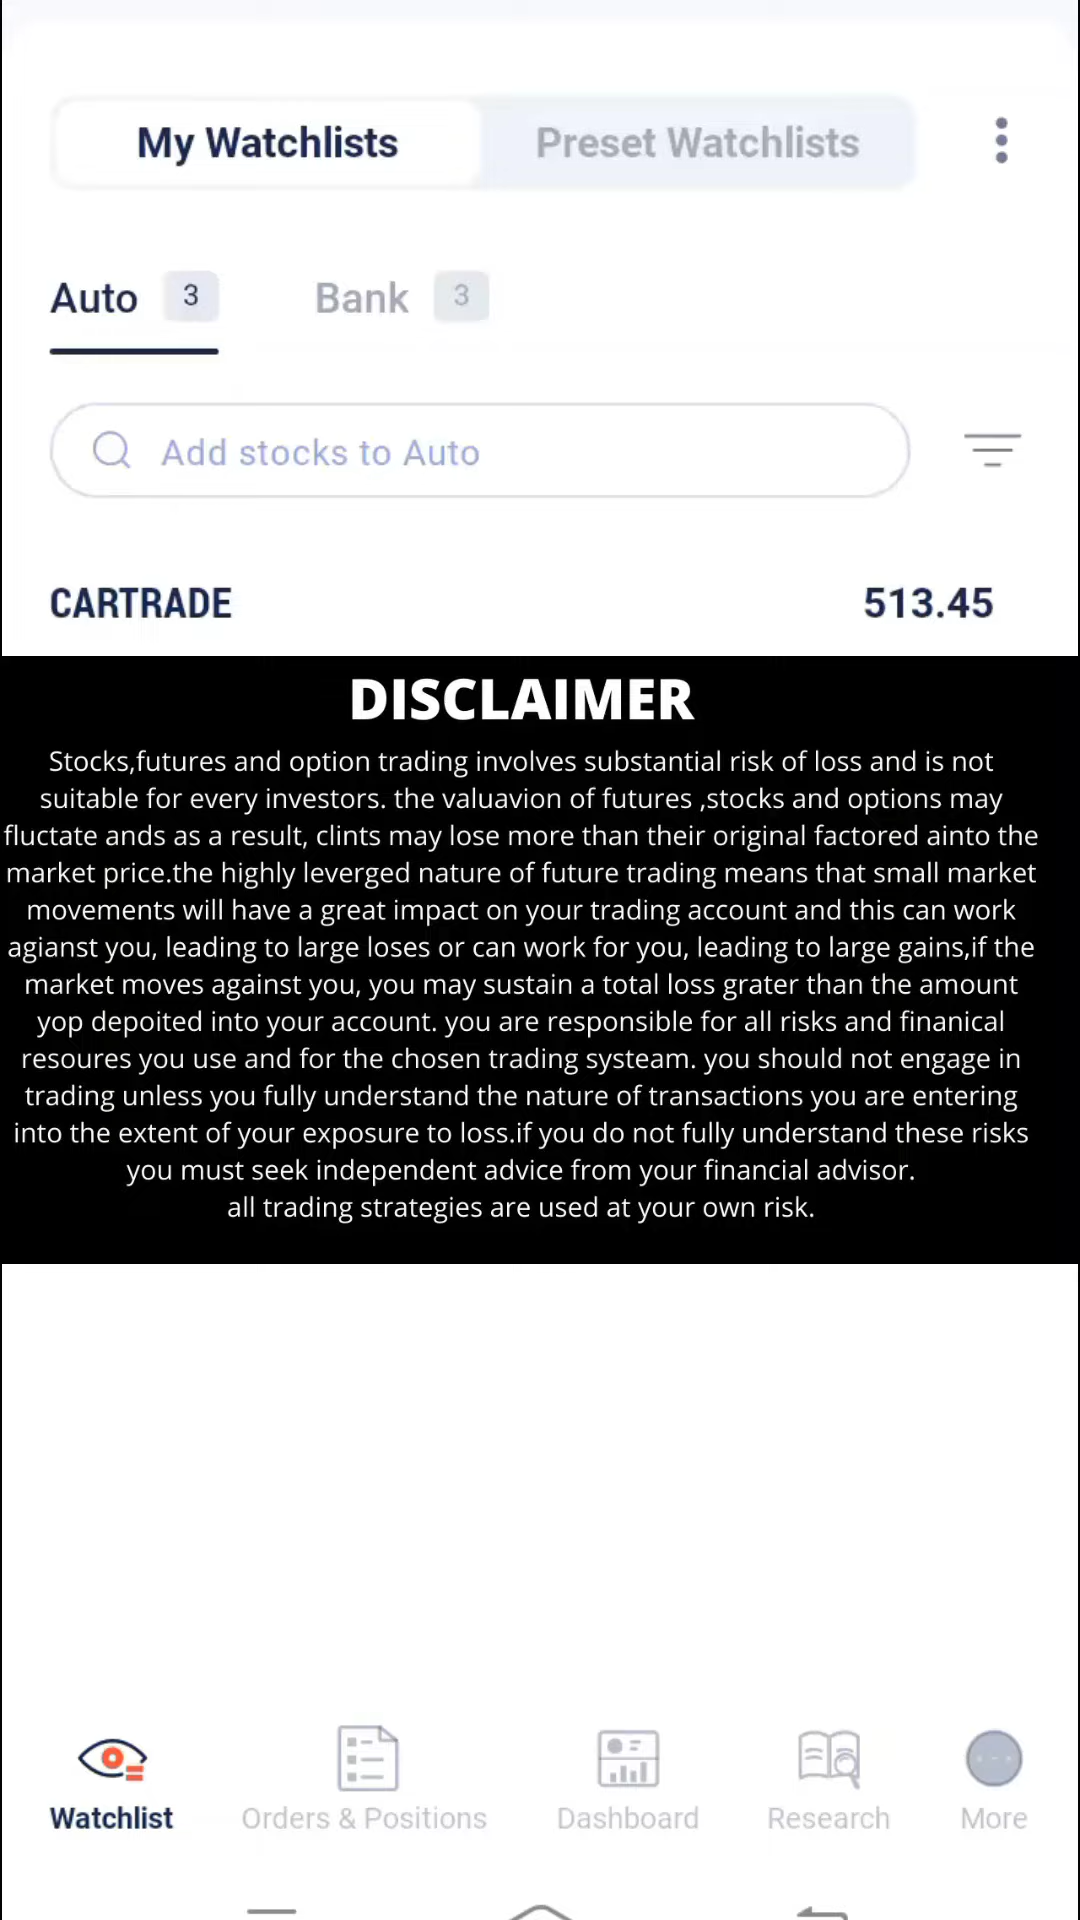 My Watchlists Preset Watchlists
Auto 3 Bank 3
Add stocks to Auto
CARTRADE 513.45
DISCLAIMER
Stocks,futures and option trading involves substantial risk of loss and is not
suitable for every investors. the valuavion of futures ,stocks and options may
fluctate ands as a result, clints may lose more than their original factored ainto the
market price.the highly leverged nature of future trading means that small market
movements will have a great impact on your trading account and this can work
agianst you, leading to large loses or can work for you, leading to large gains,if the
market moves against you, you may sustain a total loss grater than the amount
yop depoited into your account. you are responsible for all risks and finanical
resoures you use and for the chosen trading systeam. you should not engage in
trading unless you fully understand the nature of transactions you are entering
into the extent of your exposure to loss.if you do not fully understand these risks
you must seek independent advice from your financial advisor.
all trading strategies are used at your own risk.
Watchlist Orders & Positions Dashboard Research More